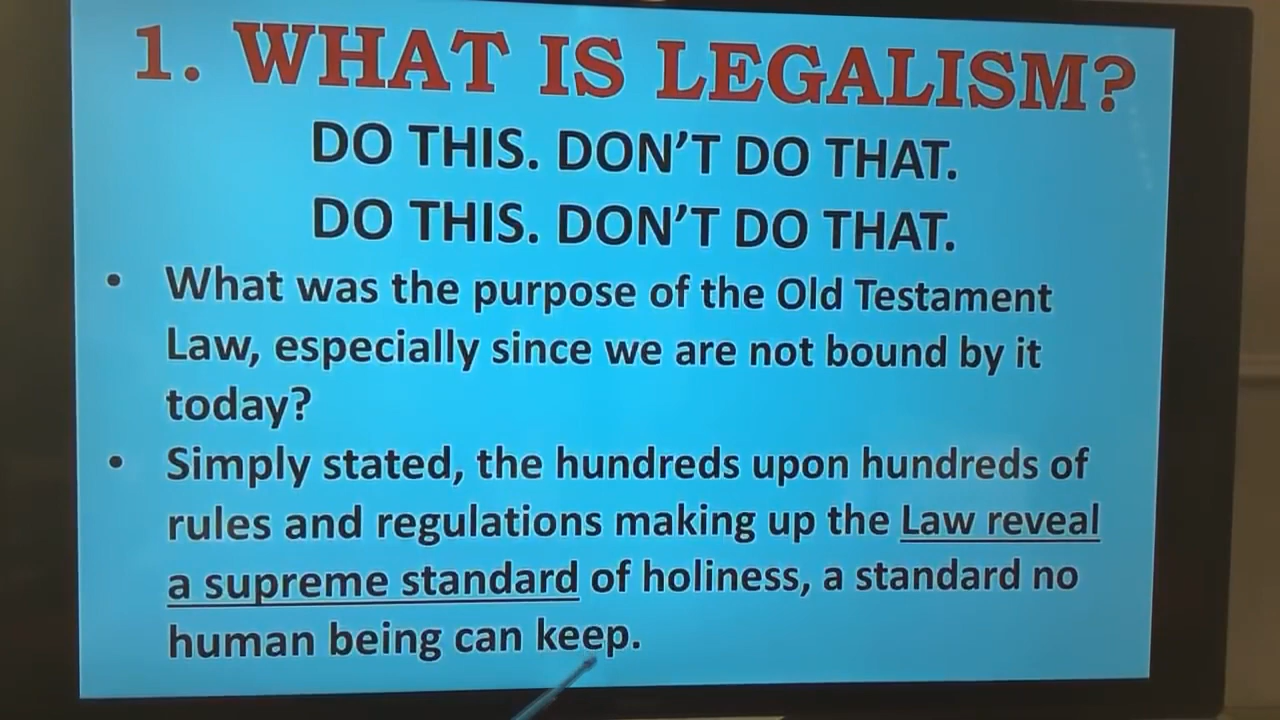 1. WHAT IS LEGALISM?
DO THIS. DON'T DO THAT.
DO THIS. DON'T DO THAT.
• What was the purpose of the Old Testament
Law, especially since we are not bound by it
today?
• Simply stated, the hundreds upon hundreds of
rules and regulations making up the Law reveal
a supreme standard of holiness, a standard no
human being can keep.